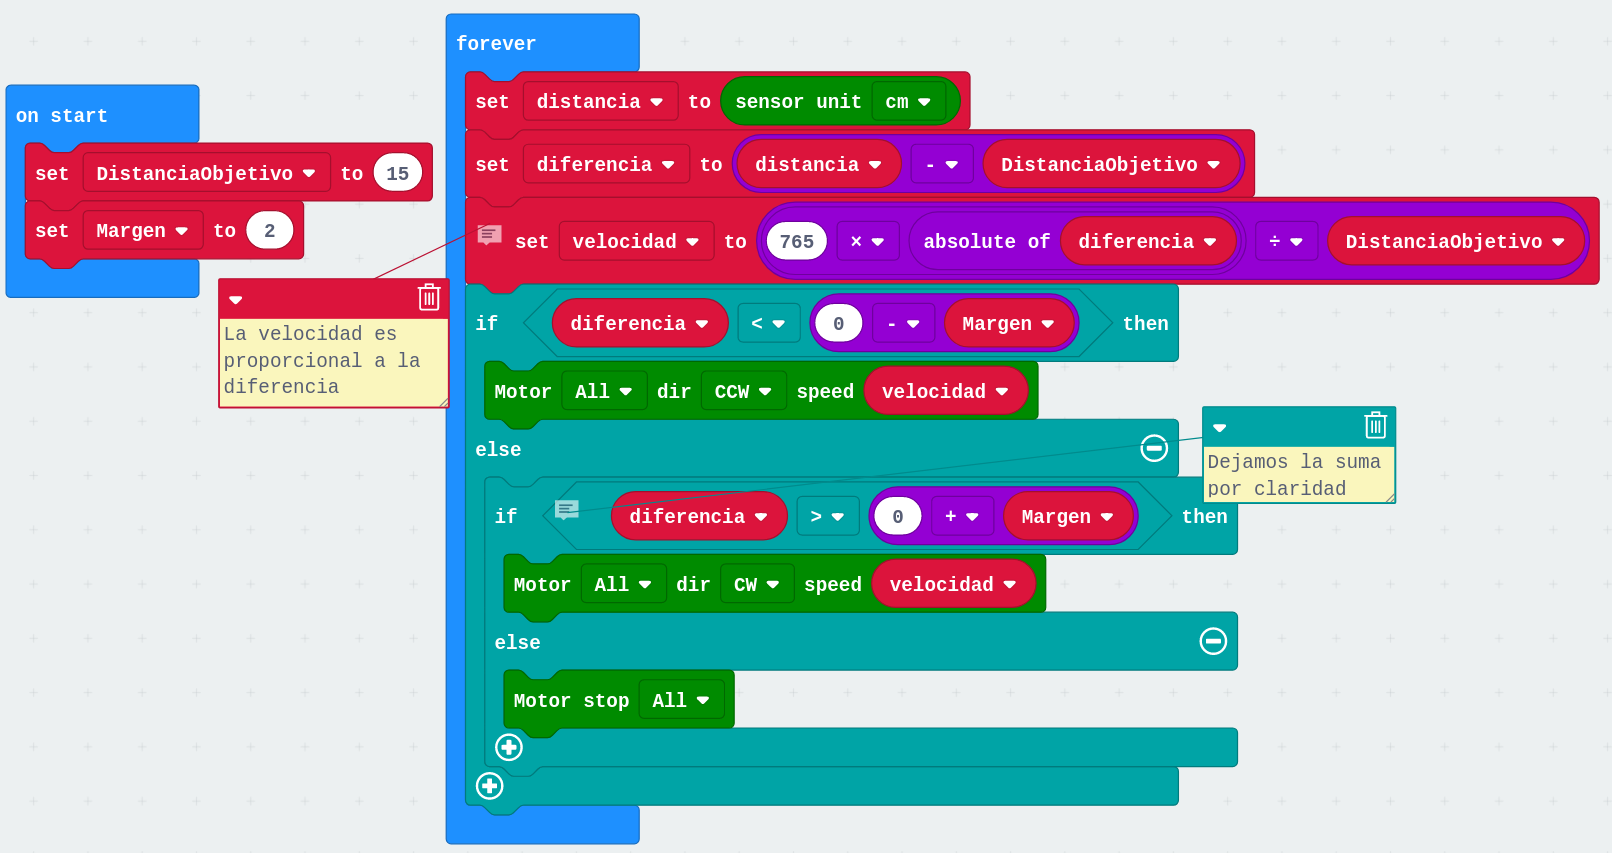 on start
set DistanciaObjetivo to 15
set Margen to 2
forever
set distancia to sensor unit cm
set diferencia to distancia - DistanciaObjetivo
set velocidad to 765 × absolute of diferencia ÷ DistanciaObjetivo
La velocidad es
proporcional a la
diferencia
if diferencia < 0 - Margen then
Motor All dir CCW speed velocidad
else
Dejamos la suma
por claridad
if diferencia > 0 + Margen then
Motor All dir CW speed velocidad
else
Motor stop All